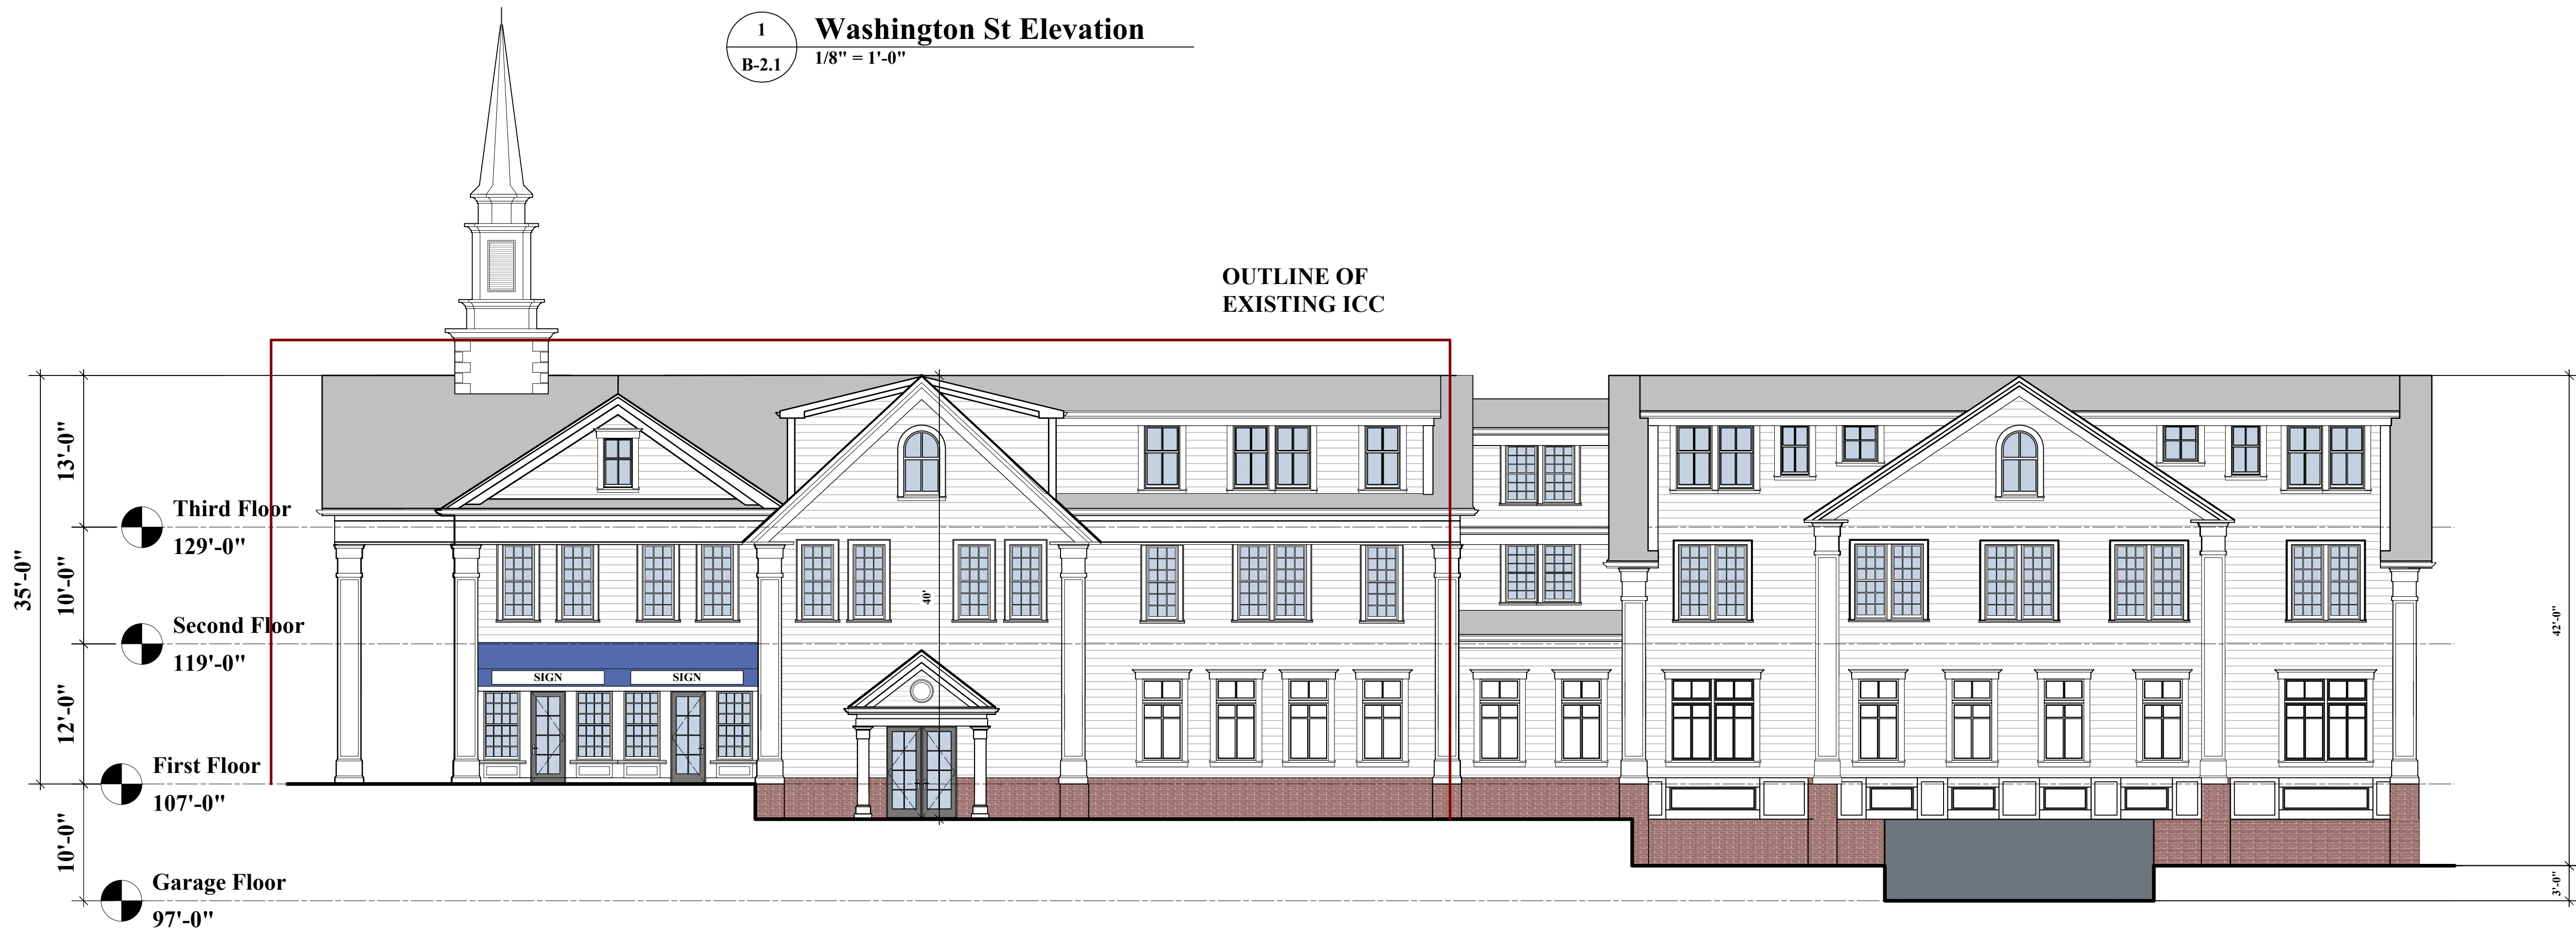 1
B-2.1
Washington St Elevation
1/8" = 1'-0"
OUTLINE OF
EXISTING ICC
35'-0"
13'-0"
10'-0"
12'-0"
10'-0"
Third Floor
129'-0"
Second Floor
119'-0"
First Floor
107'-0"
Garage Floor
97'-0"
SIGN
SIGN
40'
42'-0"
3'-0"